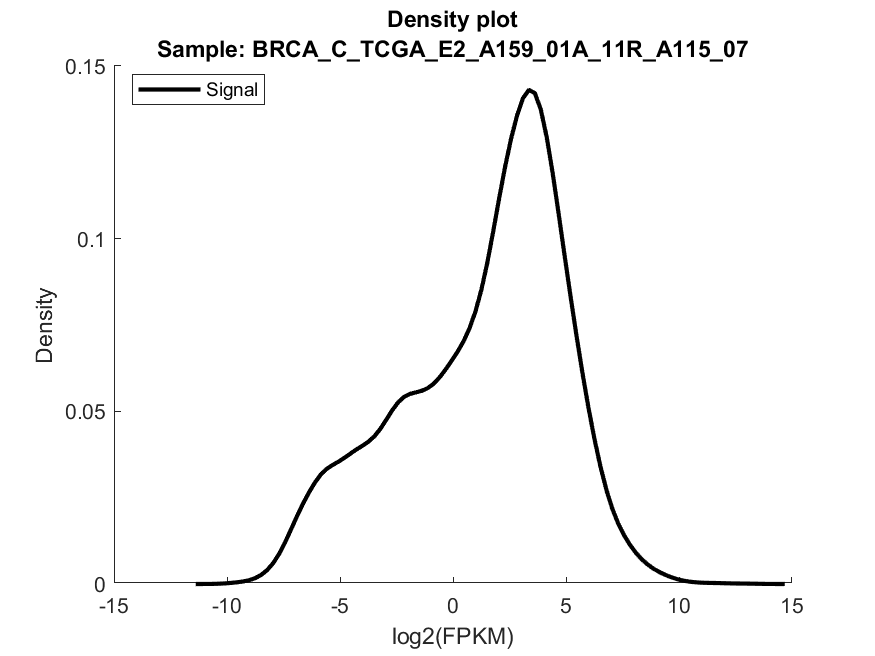 Density plot
Sample: BRCA_C_TCGA_E2_A159_01A_11R_A115_07
Signal
0.15
0.1
0.05
0
Density
-15 -10 -5 0 5 10 15
log2(FPKM)